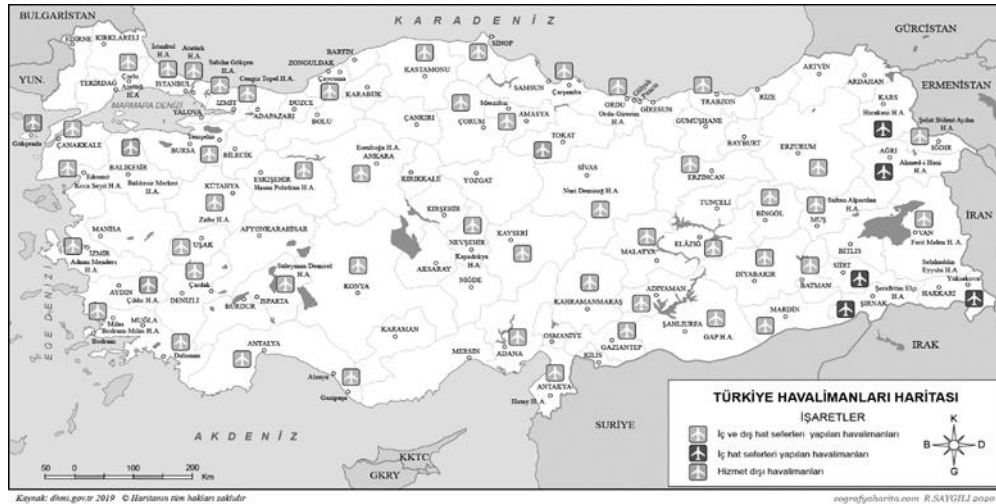 BULGARİSTAN
KARADENİZ
GÜRCİSTAN
ERMENİSTAN
YUN.
İRAN
IRAK
SURİYE
AKDENİZ
EGE DENİZİ
MARMARA DENİZİ
KKTC
GKRY
EDİRNE
KIRKLARELİ
TEKİRDAĞ
Çorlu
Atatürk H.A.
İstanbul H.A.
Atatürk H.A.
Sabiha Gökçen H.A.
Cengiz Topel H.A.
İSTANBUL
İZMİT
ADAPAZARI
YALOVA
DÜZCE
BOLU
ZONGULDAK
Çaycuma
BARTIN
KARABÜK
KASTAMONU
SİNOP
SAMSUN
Çarşamba
ORDU
Ordu-Giresun H.A.
Gülyalı
GİRESUN
TRABZON
RİZE
ARTVİN
ARDAHAN
KARS
Harakani H.A.
Şehit Bülent Aydın H.A.
IĞDIR
AĞRI
Ahmed-i Hani H.A.
Gökçeada
ÇANAKKALE
BALIKESİR
Balıkesir Merkez H.A.
Edremit
Koca Seyit H.A.
BURSA
Yenişehir
BİLECİK
ESKİŞEHİR
Hasan Polatkan H.A.
Esenboğa H.A.
ANKARA
KIRIKKALE
ÇANKIRI
ÇORUM
Merzifon
AMASYA
TOKAT
YOZGAT
SİVAS
Nuri Demirağ H.A.
GÜMÜŞHANE
BAYBURT
ERZURUM
ERZİNCAN
TUNCELİ
BİNGÖL
MUŞ
Sultan Alparslan H.A.
VAN
Ferit Melen H.A.
BİTLİS
SİİRT
BATMAN
ŞIRNAK
Şerafettin Elçi H.A.
HAKKARİ
Selahaddin Eyyubi H.A.
Yüksekova
KÜTAHYA
Zafer H.A.
AFYONKARAHİSAR
UŞAK
MANİSA
İZMİR
Adnan Menderes H.A.
AYDIN
Çıldır H.A.
DENİZLİ
Çardak
BURDUR
ISPARTA
Süleyman Demirel H.A.
MUĞLA
Milas
Bodrum-Milas H.A.
Bodrum
Dalaman
ANTALYA
Alanya
Gazipaşa
KONYA
KARAMAN
AKSARAY
KIRŞEHİR
NEVŞEHİR
Kapadokya H.A.
KAYSERİ
NİĞDE
MERSİN
ADANA
OSMANİYE
KAHRAMANMARAŞ
GAZİANTEP
KİLİS
ANTAKYA
Hatay H.A.
MALATYA
ADIYAMAN
ELAZIĞ
DİYARBAKIR
ŞANLIURFA
GAP H.A.
MARDİN
TÜRKİYE HAVALİMANLARI HARİTASI
İŞARETLER
İç ve dış hat seferleri yapılan havalimanları
İç hat seferleri yapılan havalimanları
Hizmet dışı havalimanları
K
B
D
G
50 0 50 100 200
Km
Kaynak: dhmi.gov.tr 2019 © Haritanın tüm hakları saklıdır
cografyaharita.com R.SAYGILI 2020